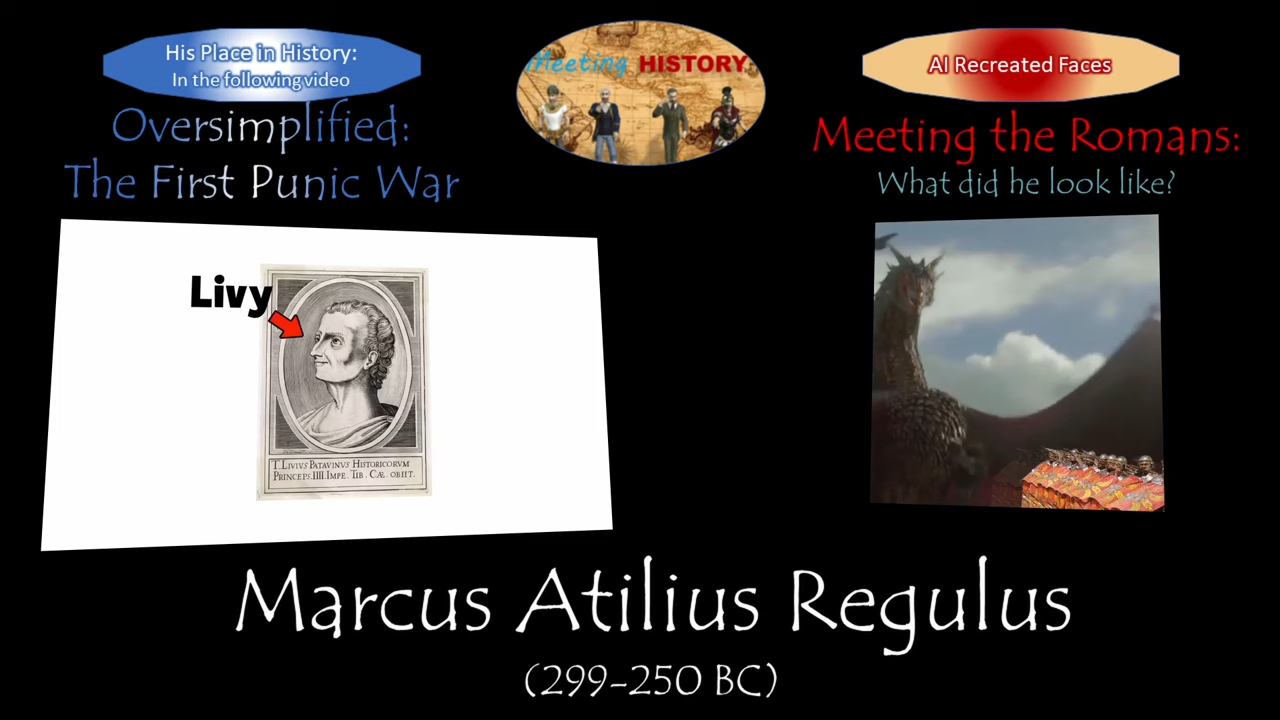 His Place in History:
In the following video
Oversimplified:
The First Punic War
Meeting HISTORY
AI Recreated Faces
Meeting the Romans:
What did he look like?
Livy
T. LIVIVS PATAVINVS HISTORICORVM
PRINCEPS.IIII.IMPE. TIB. CÆ. OBIIT.
Marcus Atilius Regulus
(299-250 BC)